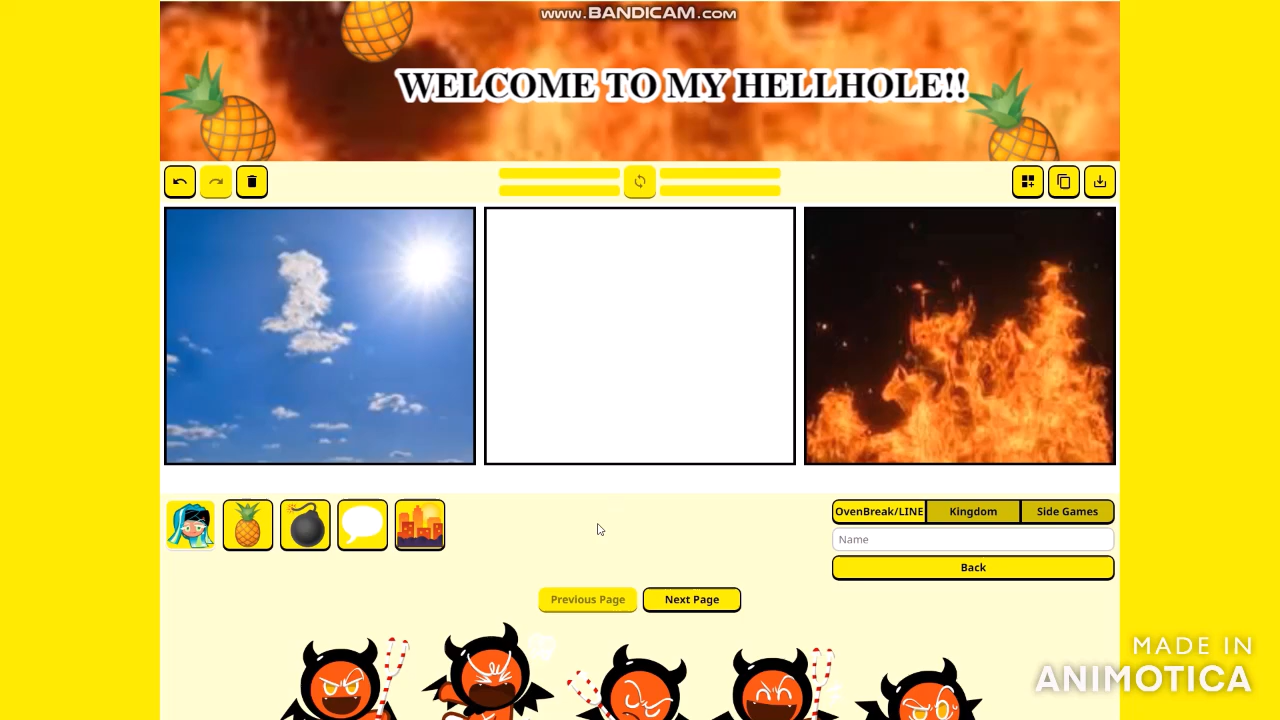 www.BANDICAM.com
WELCOME TO MY HELLHOLE!!
OvenBreak/LINE Kingdom Side Games
Name
Back
Previous Page Next Page
MADE IN
ANIMOTICA